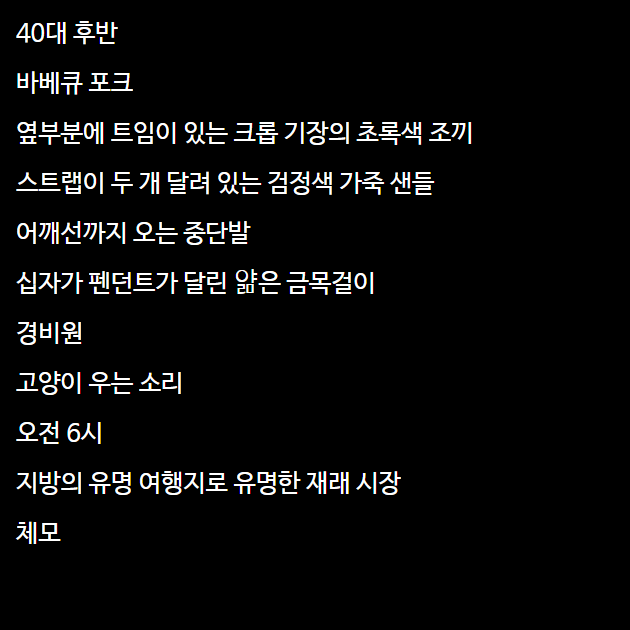 40대 후반
바베큐 포크
옆부분에 트임이 있는 크롭 기장의 초록색 조끼
스트랩이 두 개 달려 있는 검정색 가죽 샌들
어깨선까지 오는 중단발
십자가 펜던트가 달린 얇은 금목걸이
경비원
고양이 우는 소리
오전 6시
지방의 유명 여행지로 유명한 재래 시장
체모